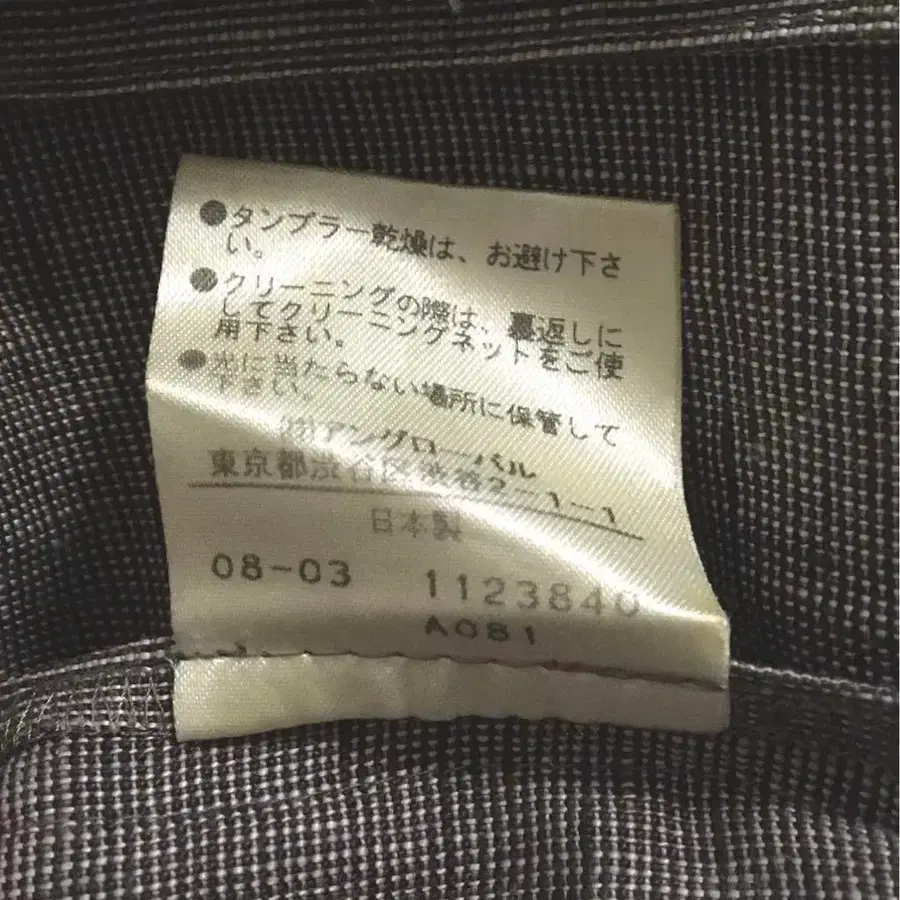 ●タンブラー乾燥は、お避け下さ
い。
●クリーニングの際は、裏返しに
してクリーニングネットをご使
用下さい。
●光に当たらない場所に保管して
下さい。
(株)アングローバル
東京都渋谷区渋谷2-1-1
日本製
08-03 1123840
A081